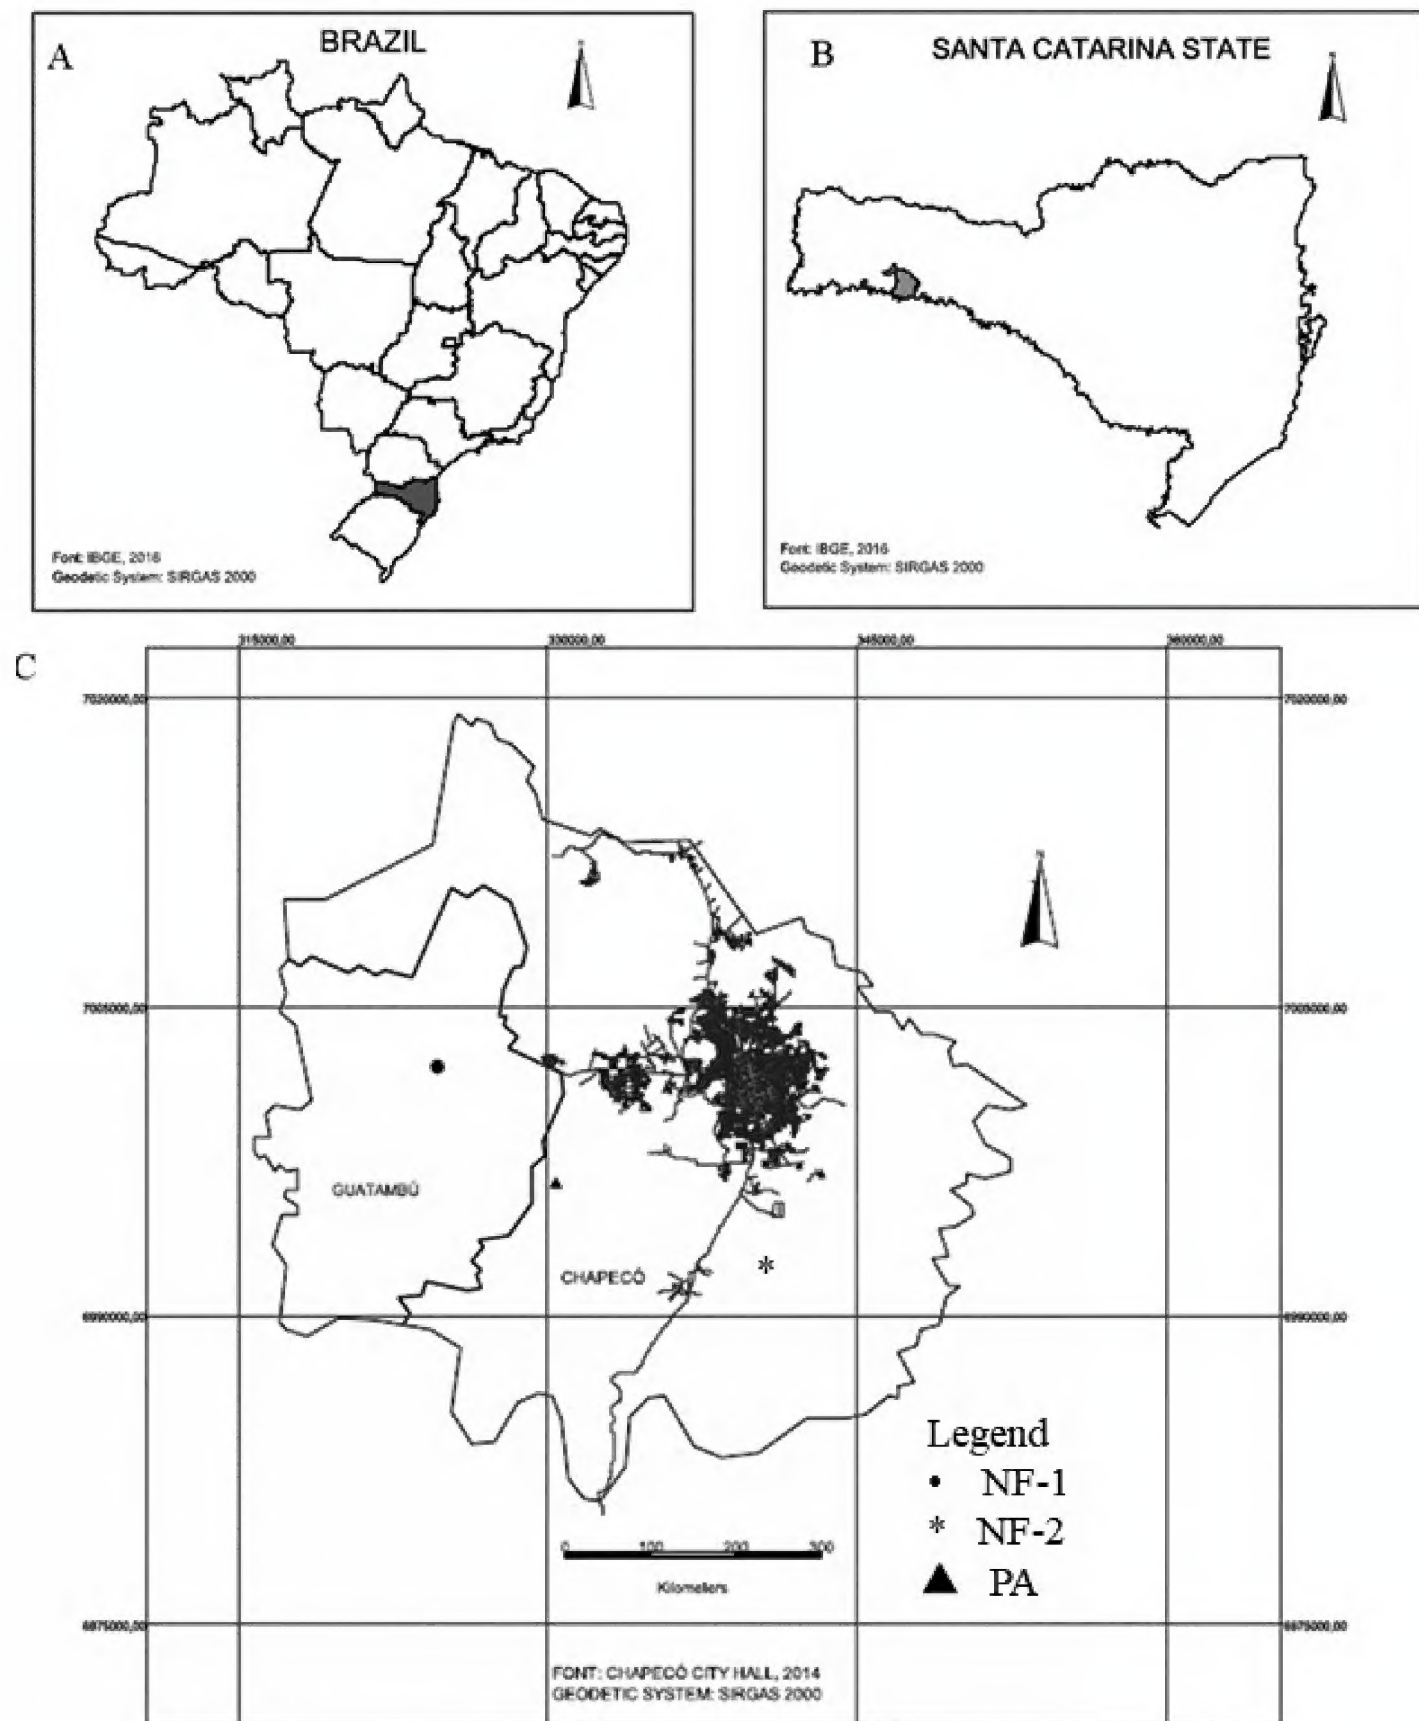 A
BRAZIL
Font: IBGE, 2016
Geodetic System: SIRGAS 2000
B
SANTA CATARINA STATE
N
Font: IBGE, 2016
Geodetic System: SIRGAS 2000
C
315000,00 330000,00 345000,00 360000,00
7020000,00 7020000,00
N
7005000,00 7005000,00
GUATAMBÚ
CHAPECÓ
6990000,00 6990000,00
Legend
NF-1
* NF-2
PA
0 100 200 300
Kilometers
6975000,00 6975000,00
FONT: CHAPECÓ CITY HALL, 2014
GEODETIC SYSTEM: SIRGAS 2000